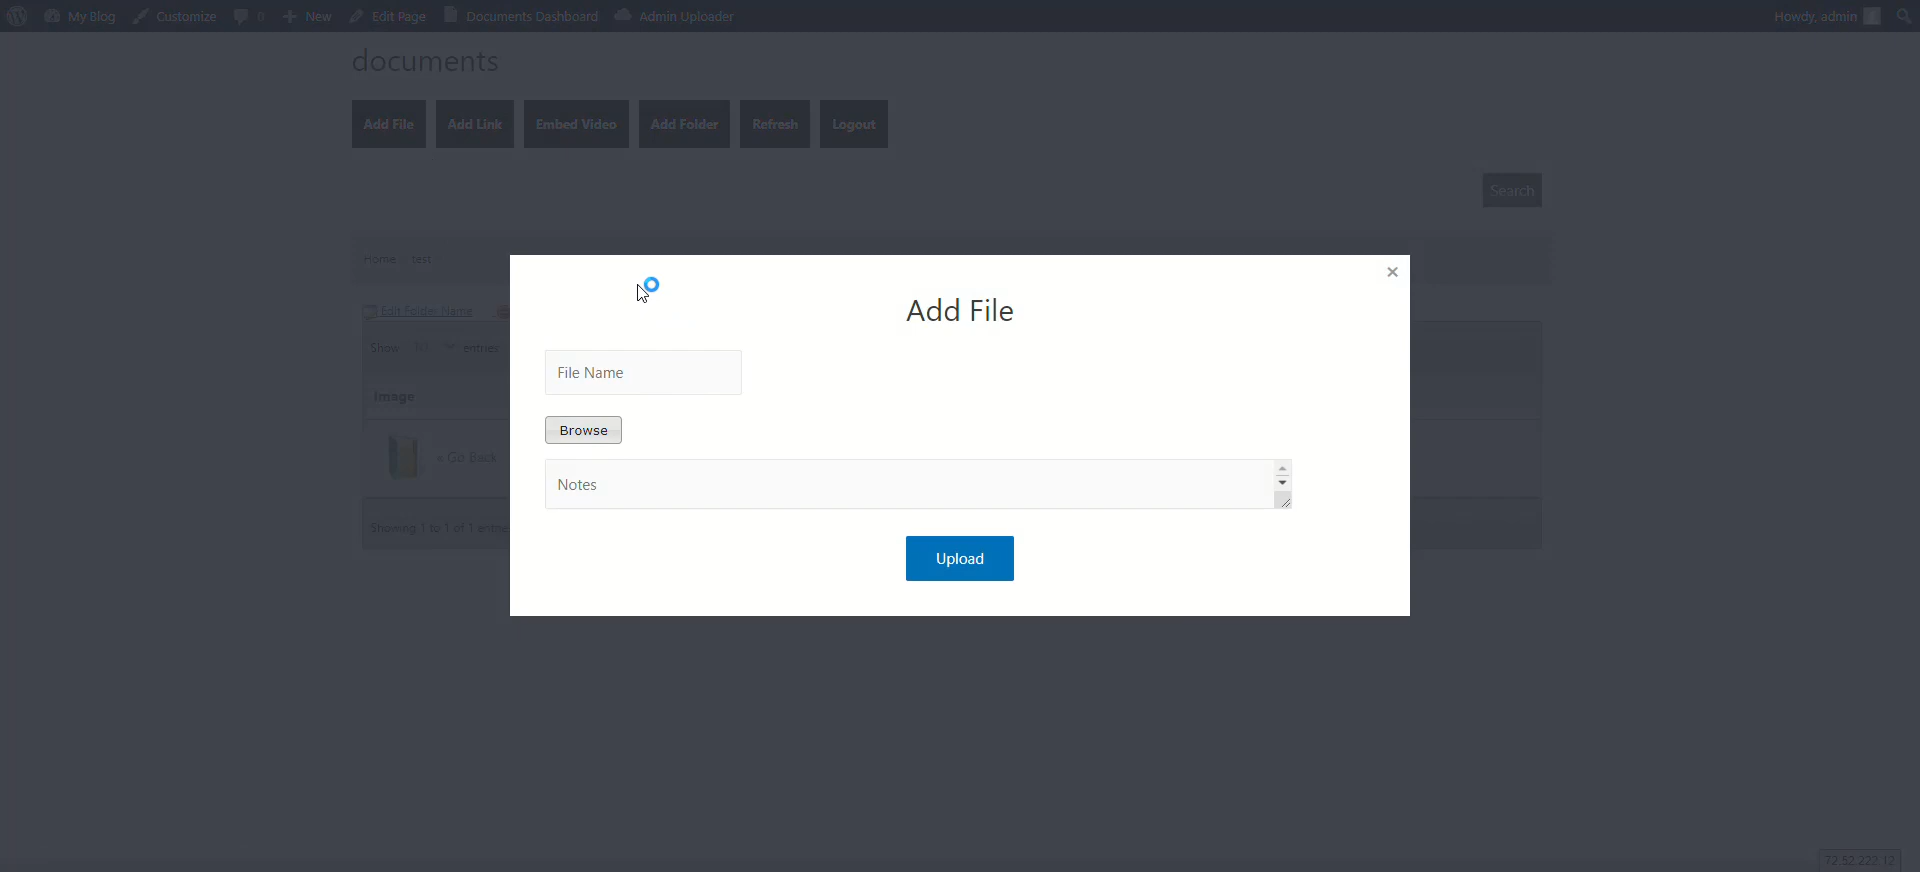 My Blog Customize 0 New Edit Page Documents Dashboard Admin Uploader Howdy, admin
documents
Add File Add Link Embed Video Add Folder Refresh Logout
Search
Home test
Add File
Edit Folder Name
Show 10 entries
File Name
Image
Browse
« Go Back
Notes
Showing 1 to 1 of 1
Upload
72.52.222.12